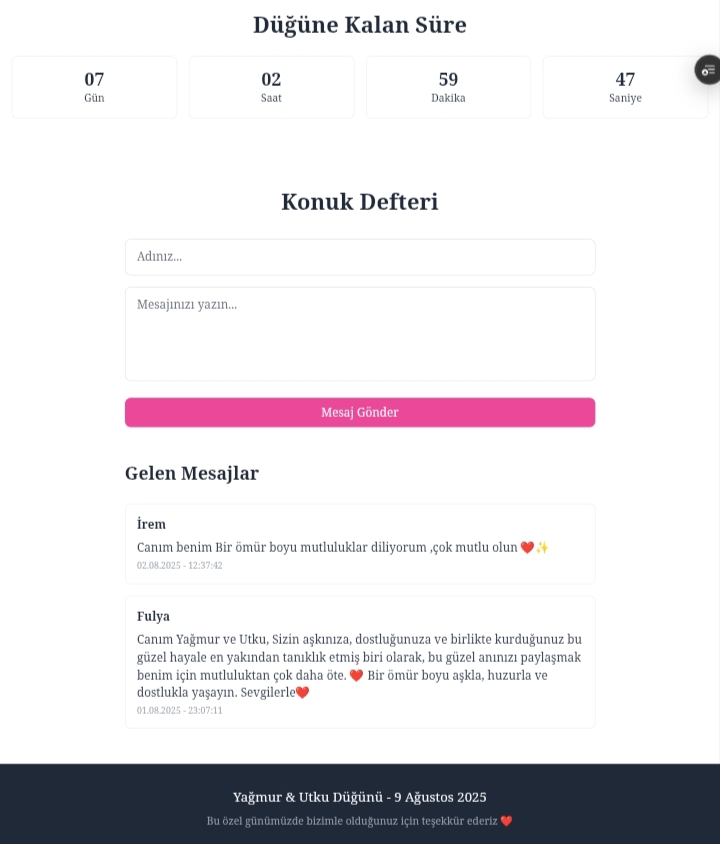 Düğüne Kalan Süre
07 02 59 47
Gün Saat Dakika Saniye
Konuk Defteri
Adınız...
Mesajınızı yazın...
Mesaj Gönder
Gelen Mesajlar
İrem
Canım benim Bir ömür boyu mutluluklar diliyorum ,çok mutlu olun ❤️✨
02.08.2025 - 12:37:42
Fulya
Canım Yağmur ve Utku, Sizin aşkınıza, dostluğunuza ve birlikte kurduğunuz bu
güzel hayale en yakından tanıklık etmiş biri olarak, bu güzel anınızı paylaşmak
benim için mutluluktan çok daha öte. ❤️ Bir ömür boyu aşkla, huzurla ve
dostlukla yaşayın. Sevgilerle❤️
01.08.2025 - 23:07:11
Yağmur & Utku Düğünü - 9 Ağustos 2025
Bu özel günümüzde bizimle olduğunuz için teşekkür ederiz ❤️